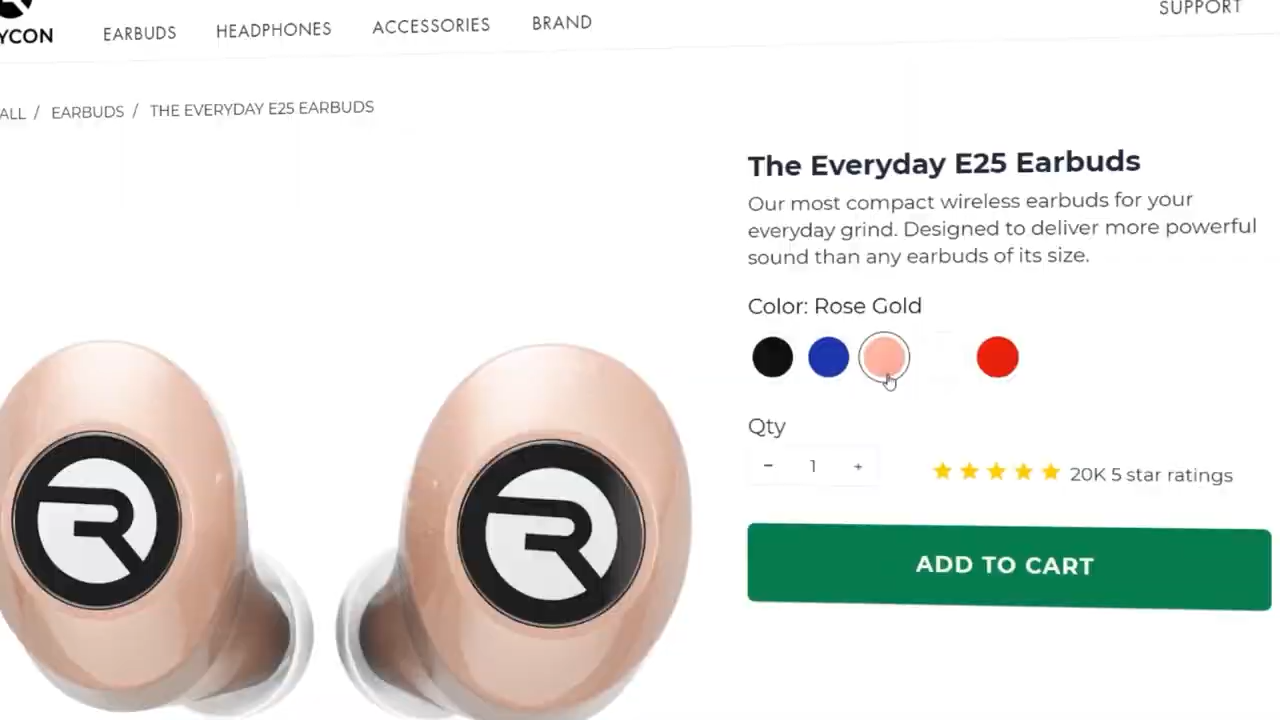 YCON
EARBUDS HEADPHONES ACCESSORIES BRAND SUPPORT
ALL / EARBUDS / THE EVERYDAY E25 EARBUDS
The Everyday E25 Earbuds
Our most compact wireless earbuds for your
everyday grind. Designed to deliver more powerful
sound than any earbuds of its size.
Color: Rose Gold
Qty
- 1 +
20K 5 star ratings
ADD TO CART
R
R